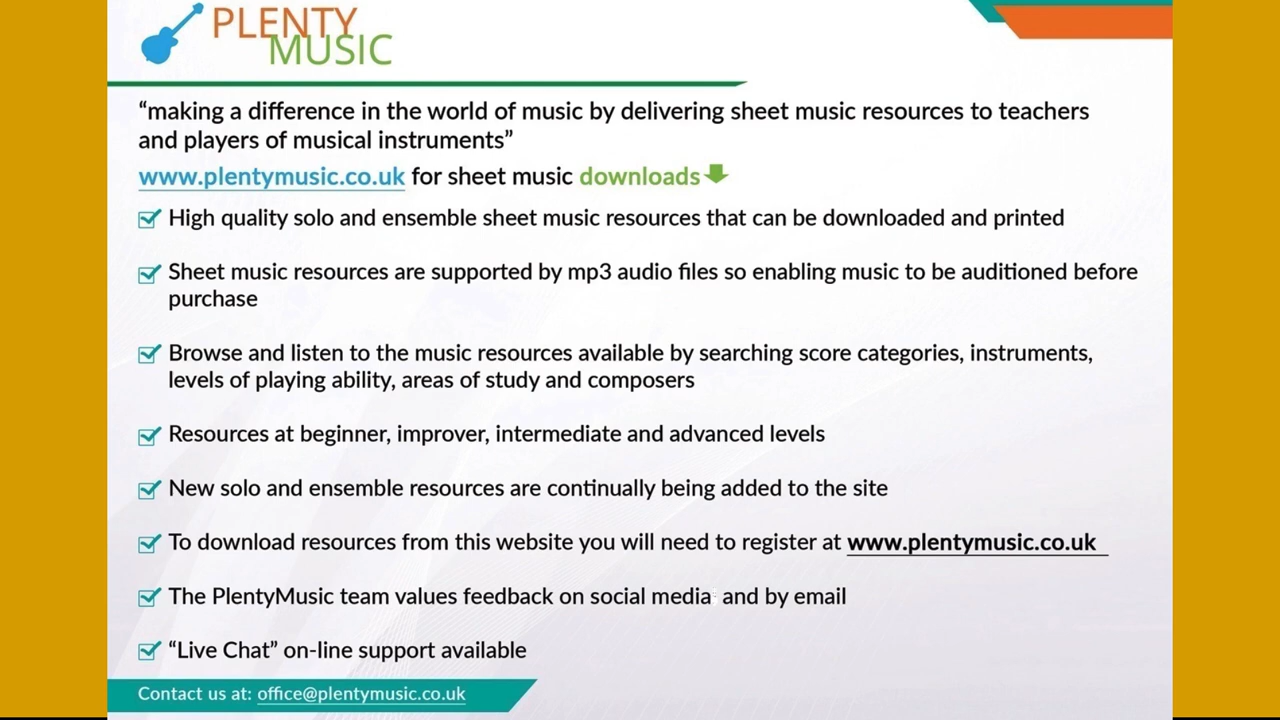 PLENTY
MUSIC
“making a difference in the world of music by delivering sheet music resources to teachers
and players of musical instruments”
www.plentymusic.co.uk for sheet music downloads
High quality solo and ensemble sheet music resources that can be downloaded and printed
Sheet music resources are supported by mp3 audio files so enabling music to be auditioned before
purchase
Browse and listen to the music resources available by searching score categories, instruments,
levels of playing ability, areas of study and composers
Resources at beginner, improver, intermediate and advanced levels
New solo and ensemble resources are continually being added to the site
To download resources from this website you will need to register at www.plentymusic.co.uk
The PlentyMusic team values feedback on social media and by email
“Live Chat” on-line support available
Contact us at: office@plentymusic.co.uk